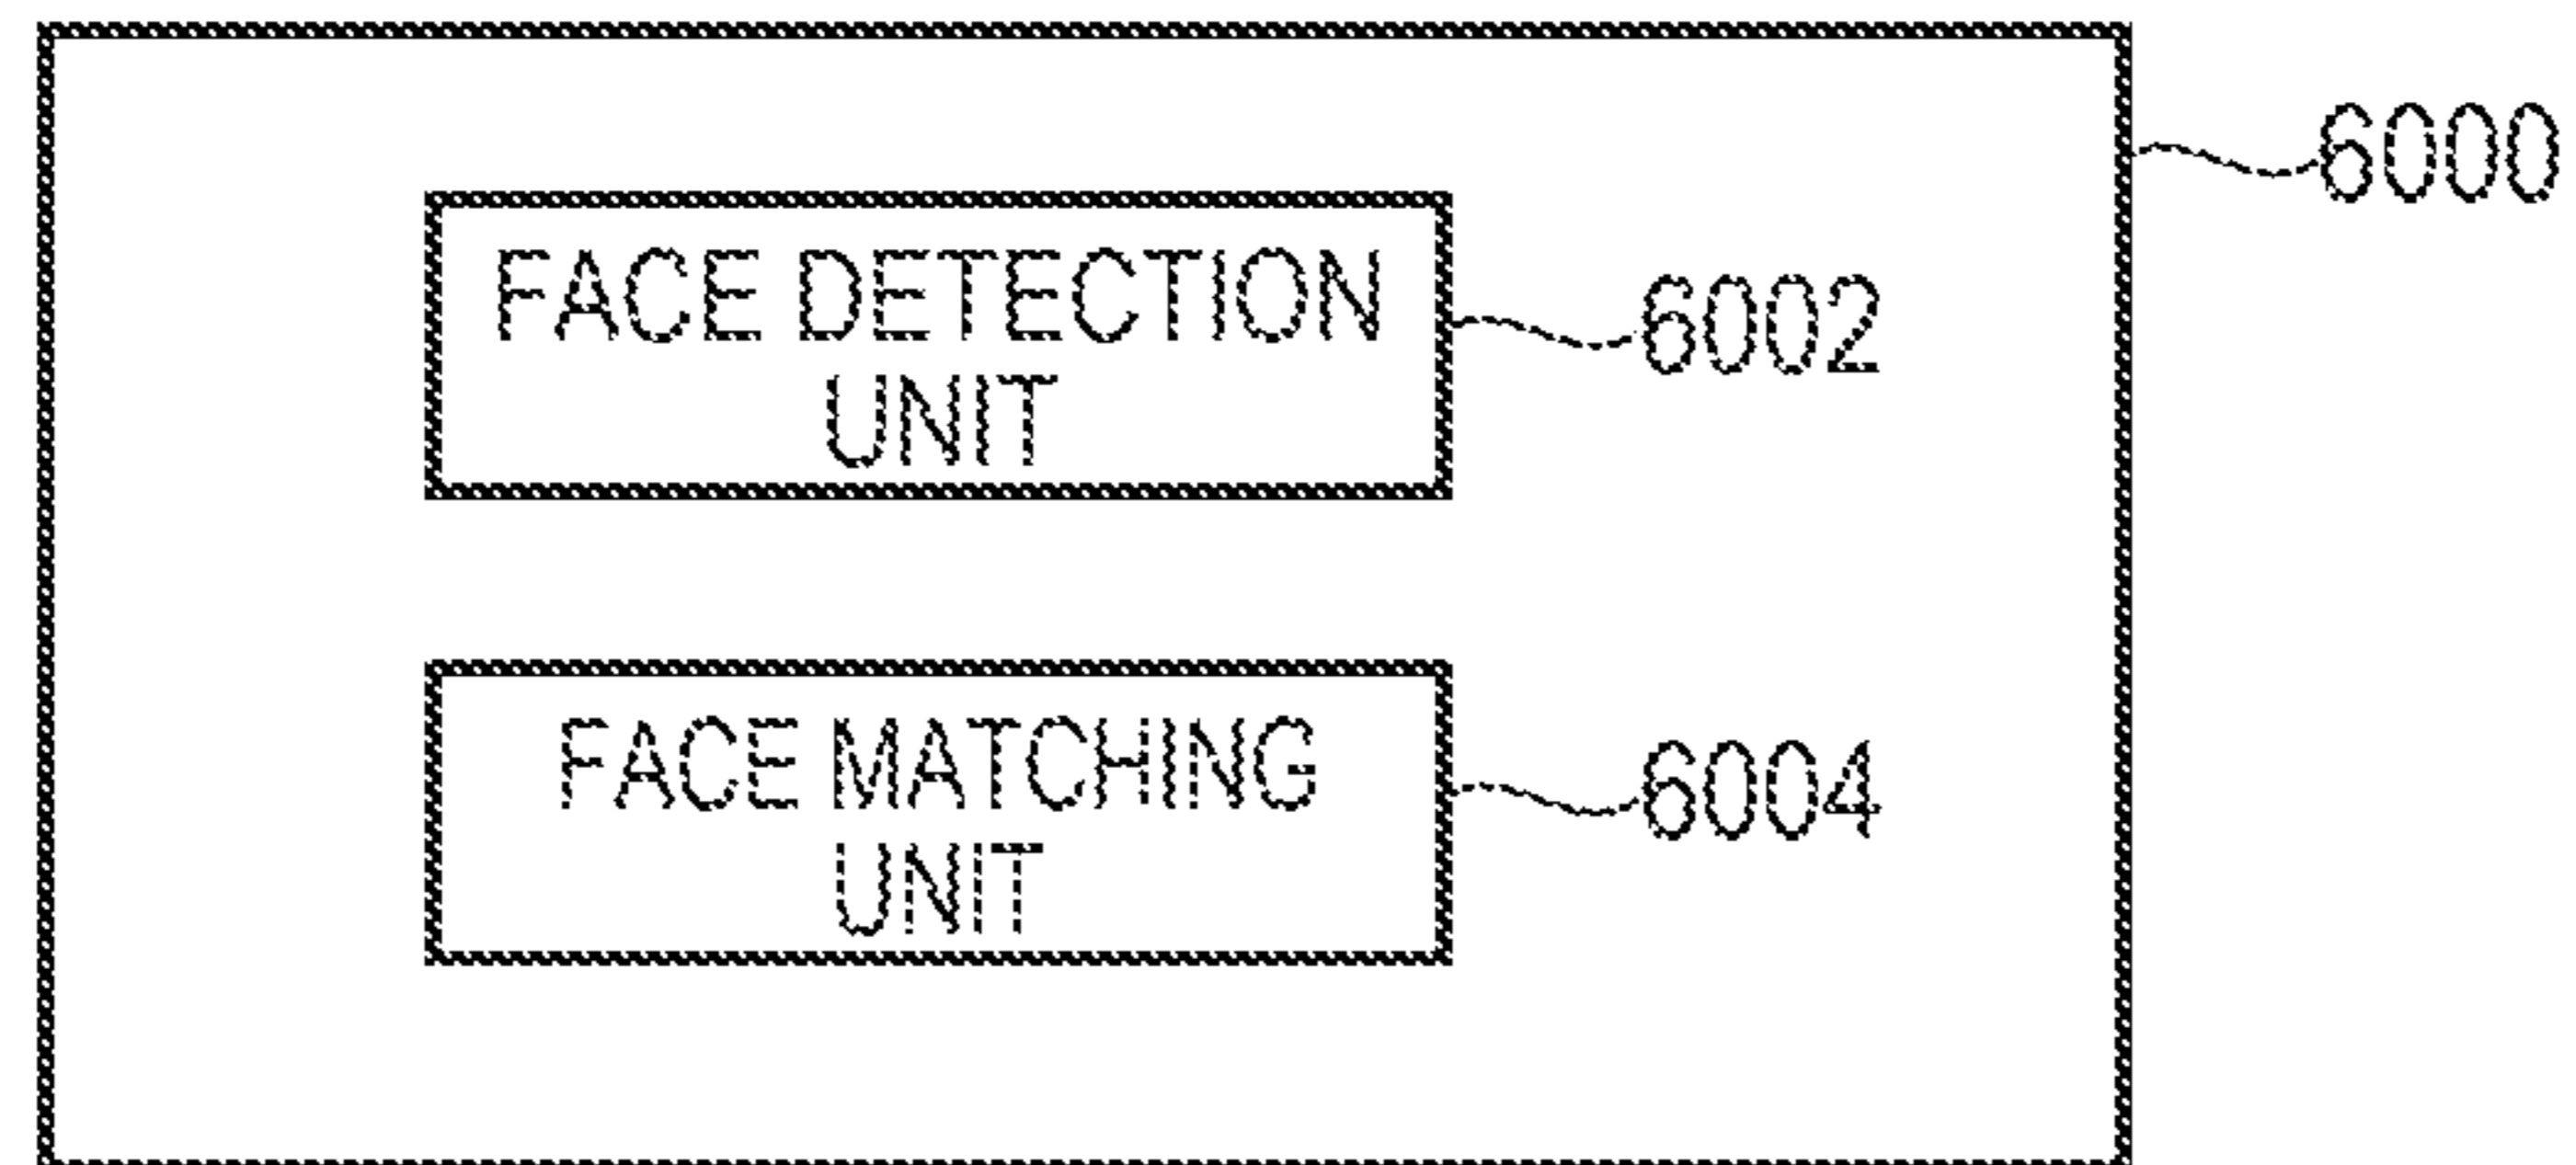 6000
FACE DETECTION
UNIT
6002
FACE MATCHING
UNIT
6004